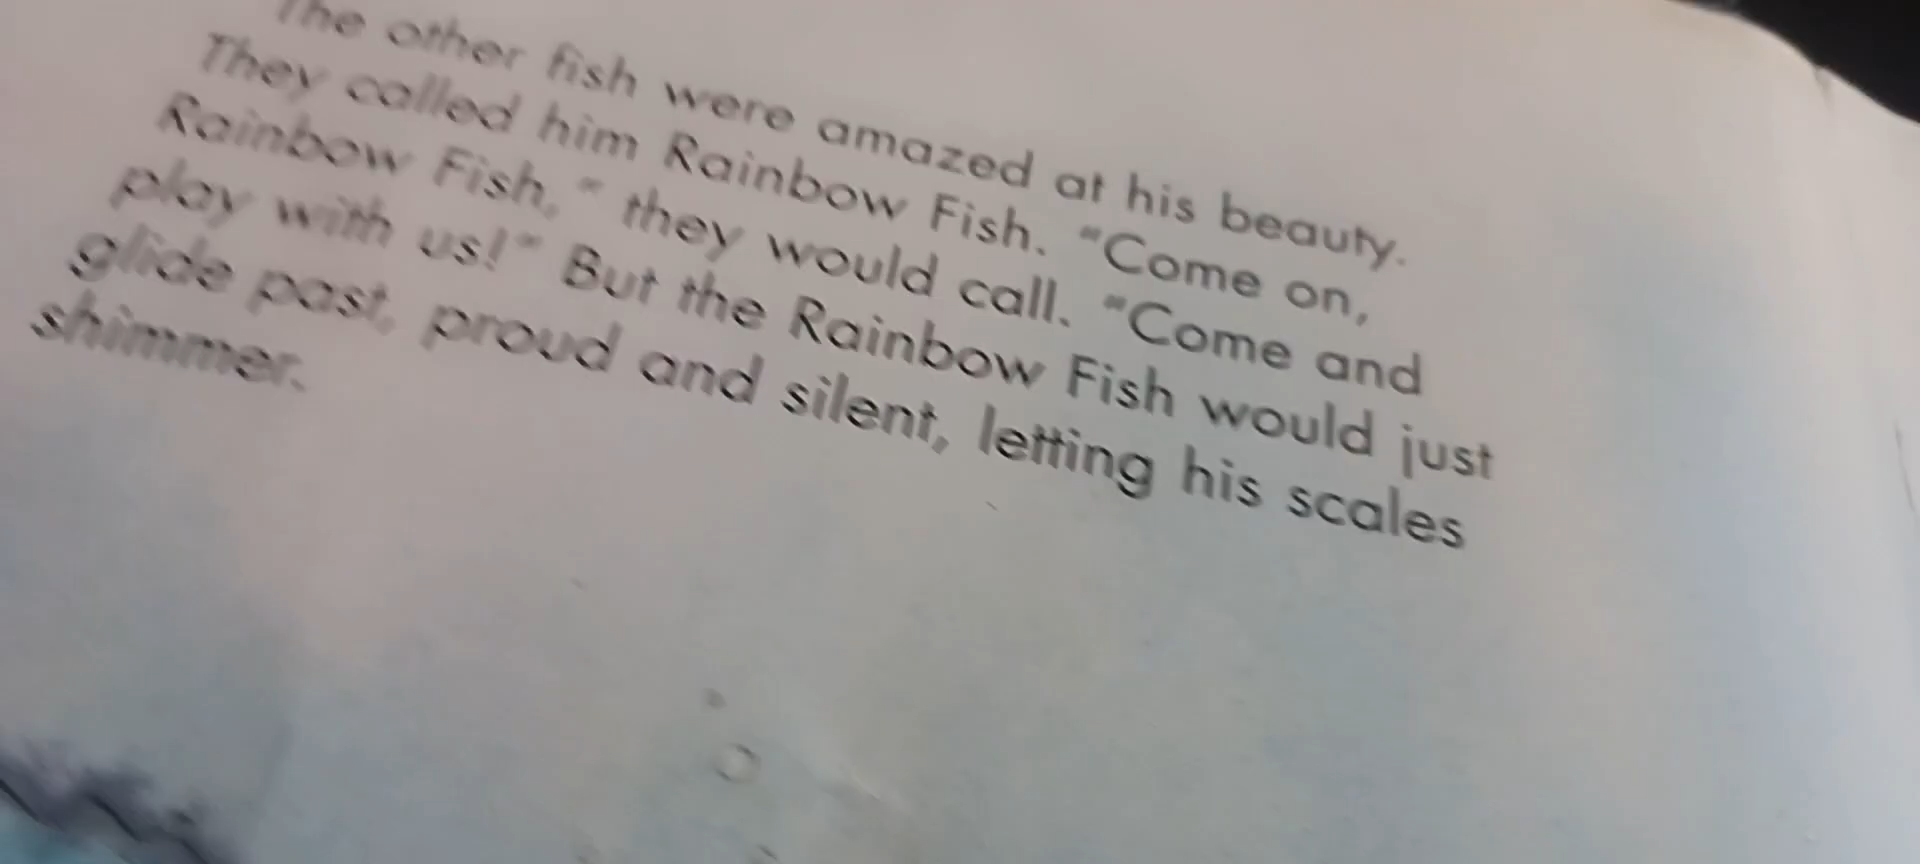 The other fish were amazed at his beauty.
They called him Rainbow Fish. “Come on,
Rainbow Fish,” they would call. “Come and
play with us!” But the Rainbow Fish would just
glide past, proud and silent, letting his scales
shimmer.